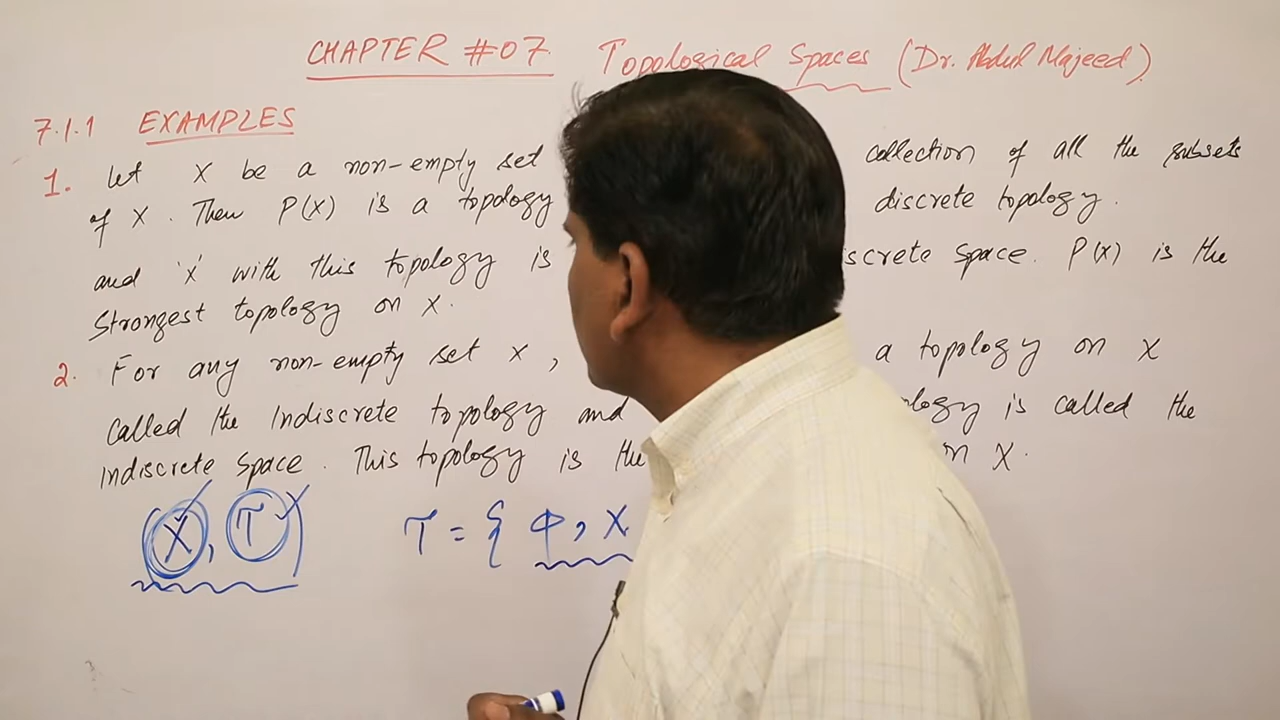 CHAPTER #07 Topological Spaces (Dr. Abdul Majeed)
7.1.1 EXAMPLES
1. Let X be a non-empty set collection of all the subsets
of X. Then P(X) is a topology discrete topology.
and 'X' with this topology is iscrete space. P(X) is the
Strongest topology on X.
2. For any non-empty set X, a topology on X
called the Indiscrete topology and logy is called the
Indiscrete Space. This topology is the on X.
(X, τ) τ = { φ, X